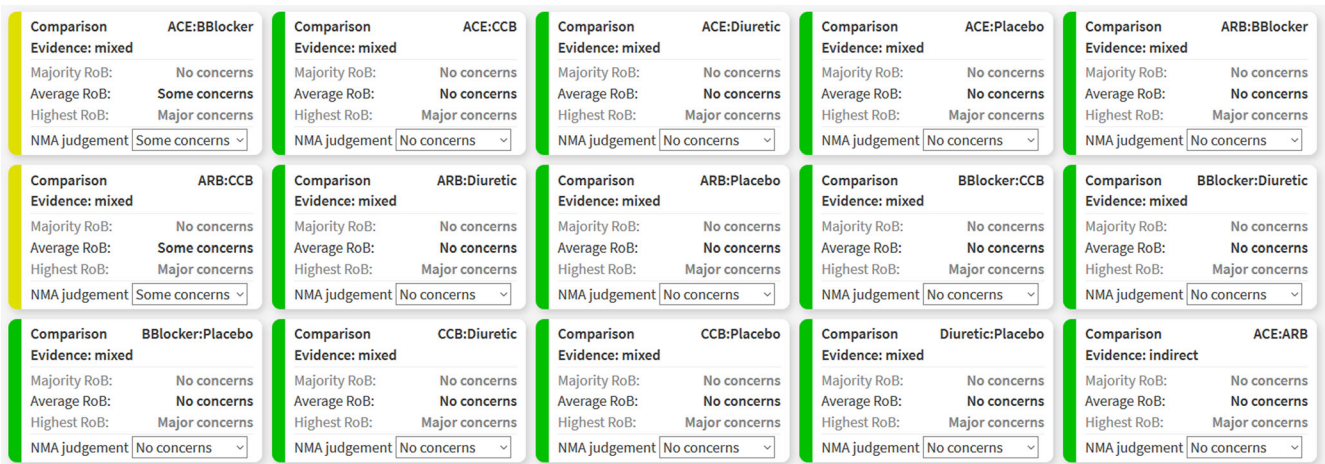 Comparison ACE:BBlocker
Evidence: mixed
Majority RoB: No concerns
Average RoB: Some concerns
Highest RoB: Major concerns
NMA judgement Some concerns
Comparison ACE:CCB
Evidence: mixed
Majority RoB: No concerns
Average RoB: No concerns
Highest RoB: Major concerns
NMA judgement No concerns
Comparison ACE:Diuretic
Evidence: mixed
Majority RoB: No concerns
Average RoB: No concerns
Highest RoB: Major concerns
NMA judgement No concerns
Comparison ACE:Placebo
Evidence: mixed
Majority RoB: No concerns
Average RoB: No concerns
Highest RoB: Major concerns
NMA judgement No concerns
Comparison ARB:BBlocker
Evidence: mixed
Majority RoB: No concerns
Average RoB: No concerns
Highest RoB: Major concerns
NMA judgement No concerns
Comparison ARB:CCB
Evidence: mixed
Majority RoB: No concerns
Average RoB: Some concerns
Highest RoB: Major concerns
NMA judgement Some concerns
Comparison ARB:Diuretic
Evidence: mixed
Majority RoB: No concerns
Average RoB: No concerns
Highest RoB: Major concerns
NMA judgement No concerns
Comparison ARB:Placebo
Evidence: mixed
Majority RoB: No concerns
Average RoB: No concerns
Highest RoB: Major concerns
NMA judgement No concerns
Comparison BBlocker:CCB
Evidence: mixed
Majority RoB: No concerns
Average RoB: No concerns
Highest RoB: Major concerns
NMA judgement No concerns
Comparison BBlocker:Diuretic
Evidence: mixed
Majority RoB: No concerns
Average RoB: No concerns
Highest RoB: Major concerns
NMA judgement No concerns
Comparison BBlocker:Placebo
Evidence: mixed
Majority RoB: No concerns
Average RoB: No concerns
Highest RoB: Major concerns
NMA judgement No concerns
Comparison CCB:Diuretic
Evidence: mixed
Majority RoB: No concerns
Average RoB: No concerns
Highest RoB: Major concerns
NMA judgement No concerns
Comparison CCB:Placebo
Evidence: mixed
Majority RoB: No concerns
Average RoB: No concerns
Highest RoB: Major concerns
NMA judgement No concerns
Comparison Diuretic:Placebo
Evidence: mixed
Majority RoB: No concerns
Average RoB: No concerns
Highest RoB: Major concerns
NMA judgement No concerns
Comparison ACE:ARB
Evidence: indirect
Majority RoB: No concerns
Average RoB: No concerns
Highest RoB: Major concerns
NMA judgement No concerns